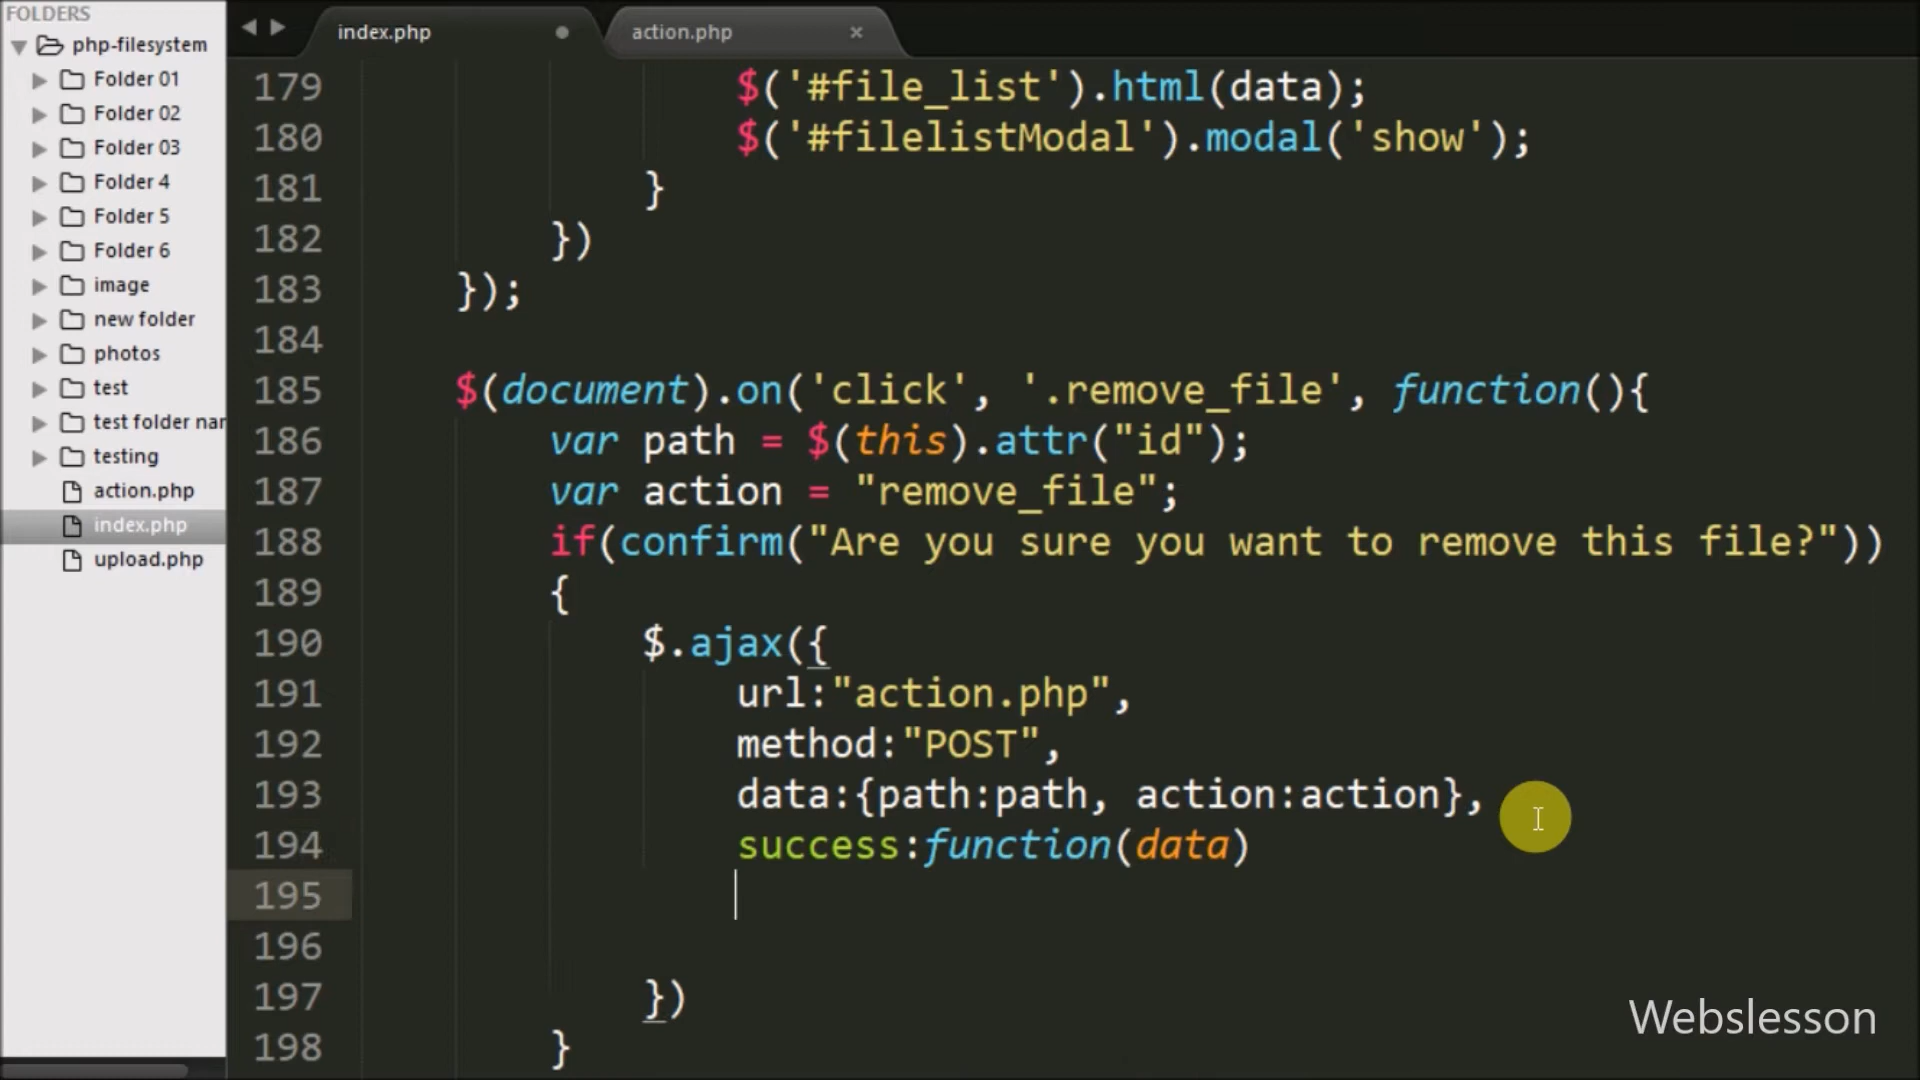 FOLDERS
php-filesystem
Folder 01
Folder 02
Folder 03
Folder 4
Folder 5
Folder 6
image
new folder
photos
test
test folder nar
testing
action.php
index.php
upload.php
index.php
action.php
179 $('#file_list').html(data);
180 $('#filelistModal').modal('show');
181 }
182 })
183 });
184
185 $(document).on('click', '.remove_file', function(){
186 var path = $(this).attr("id");
187 var action = "remove_file";
188 if(confirm("Are you sure you want to remove this file?"))
189 {
190 $.ajax({
191 url:"action.php",
192 method:"POST",
193 data:{path:path, action:action},
194 success:function(data)
195
196
197 })
198 }
Webslesson